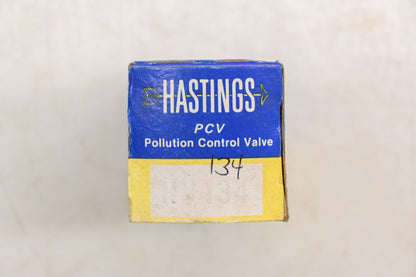 HASTINGS
PCV
Pollution Control Valve
134
HV134